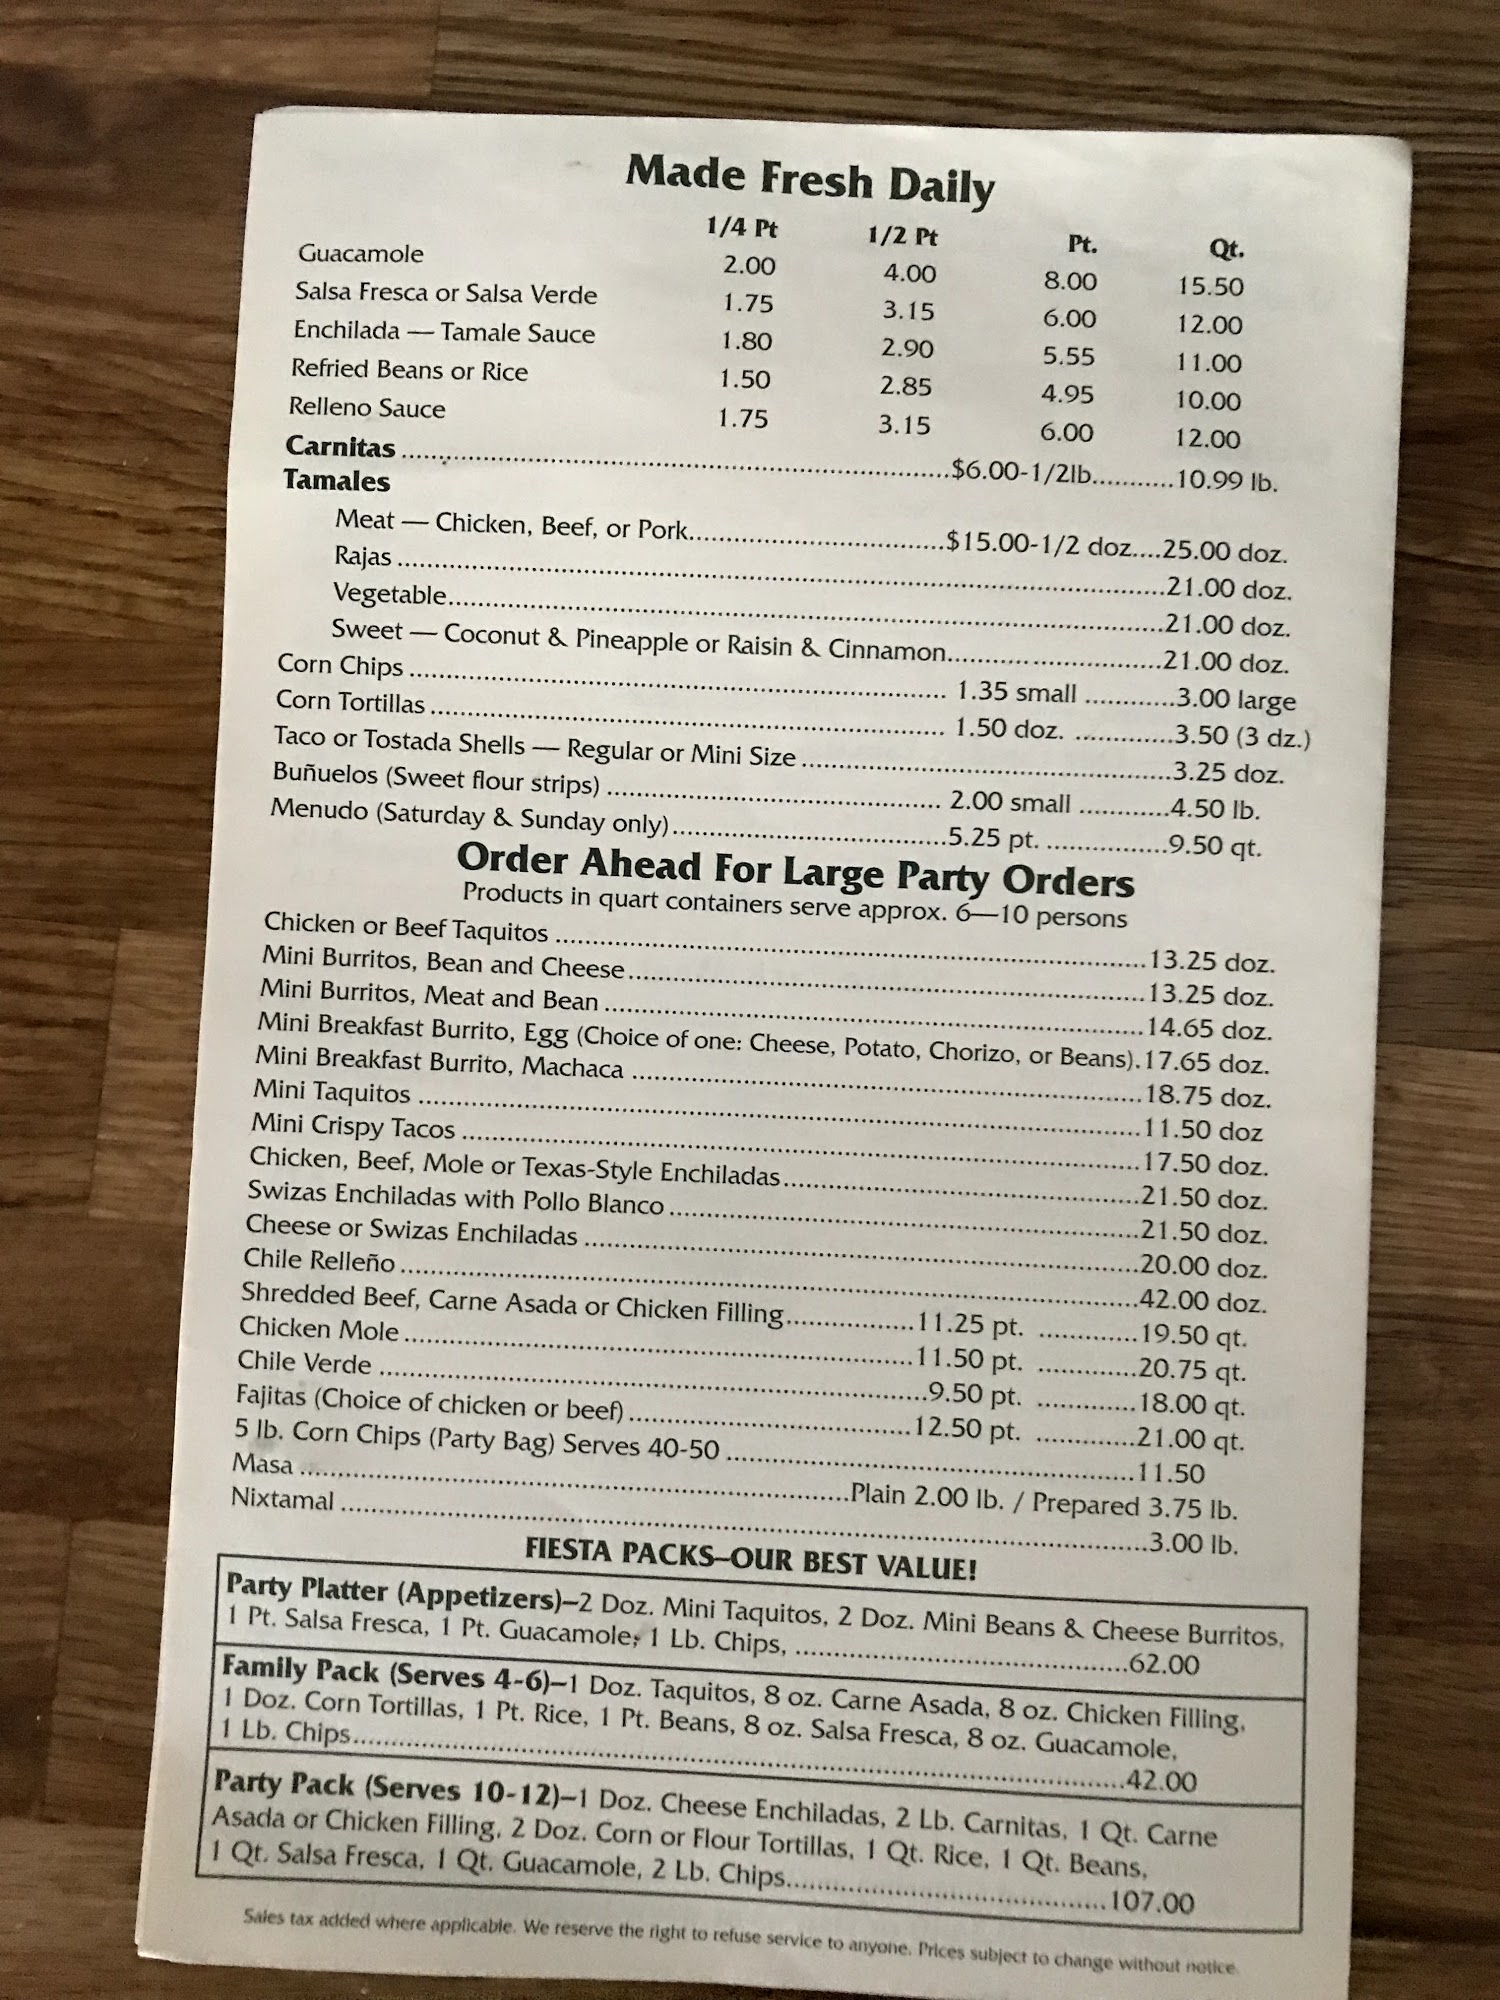 Made Fresh Daily
1/4 Pt 1/2 Pt Pt. Qt.
Guacamole 2.00 4.00 8.00 15.50
Salsa Fresca or Salsa Verde 1.75 3.15 6.00 12.00
Enchilada — Tamale Sauce 1.80 2.90 5.55 11.00
Refried Beans or Rice 1.50 2.85 4.95 10.00
Relleno Sauce 1.75 3.15 6.00 12.00
Carnitas ........ $6.00-1/2lb........10.99 lb.
Tamales
Meat — Chicken, Beef, or Pork........$15.00-1/2 doz....25.00 doz.
Rajas ........21.00 doz.
Vegetable........21.00 doz.
Sweet — Coconut & Pineapple or Raisin & Cinnamon........21.00 doz.
Corn Chips ........ 1.35 small ........3.00 large
Corn Tortillas ........ 1.50 doz. ........3.50 (3 dz.)
Taco or Tostada Shells — Regular or Mini Size ........3.25 doz.
Buñuelos (Sweet flour strips) ........ 2.00 small ........4.50 lb.
Menudo (Saturday & Sunday only)........5.25 pt. ........9.50 qt.
Order Ahead For Large Party Orders
Products in quart containers serve approx. 6—10 persons
Chicken or Beef Taquitos ........13.25 doz.
Mini Burritos, Bean and Cheese........13.25 doz.
Mini Burritos, Meat and Bean ........14.65 doz.
Mini Breakfast Burrito, Egg (Choice of one: Cheese, Potato, Chorizo, or Beans).17.65 doz.
Mini Breakfast Burrito, Machaca ........18.75 doz.
Mini Taquitos ........11.50 doz
Mini Crispy Tacos ........17.50 doz.
Chicken, Beef, Mole or Texas-Style Enchiladas........21.50 doz.
Swizas Enchiladas with Pollo Blanco ........21.50 doz.
Cheese or Swizas Enchiladas ........20.00 doz.
Chile Relleño ........42.00 doz.
Shredded Beef, Carne Asada or Chicken Filling........11.25 pt. ........19.50 qt.
Chicken Mole ........11.50 pt. ........20.75 qt.
Chile Verde ........9.50 pt. ........18.00 qt.
Fajitas (Choice of chicken or beef) ........12.50 pt. ........21.00 qt.
5 lb. Corn Chips (Party Bag) Serves 40-50 ........11.50
Masa ........Plain 2.00 lb. / Prepared 3.75 lb.
Nixtamal ........3.00 lb.
FIESTA PACKS–OUR BEST VALUE!
Party Platter (Appetizers)–2 Doz. Mini Taquitos, 2 Doz. Mini Beans & Cheese Burritos,
1 Pt. Salsa Fresca, 1 Pt. Guacamole, 1 Lb. Chips, ........62.00
Family Pack (Serves 4-6)–1 Doz. Taquitos, 8 oz. Carne Asada, 8 oz. Chicken Filling,
1 Doz. Corn Tortillas, 1 Pt. Rice, 1 Pt. Beans, 8 oz. Salsa Fresca, 8 oz. Guacamole,
1 Lb. Chips........42.00
Party Pack (Serves 10-12)–1 Doz. Cheese Enchiladas, 2 Lb. Carnitas, 1 Qt. Carne
Asada or Chicken Filling, 2 Doz. Corn or Flour Tortillas, 1 Qt. Rice, 1 Qt. Beans,
1 Qt. Salsa Fresca, 1 Qt. Guacamole, 2 Lb. Chips........107.00
Sales tax added where applicable. We reserve the right to refuse service to anyone. Prices subject to change without notice.